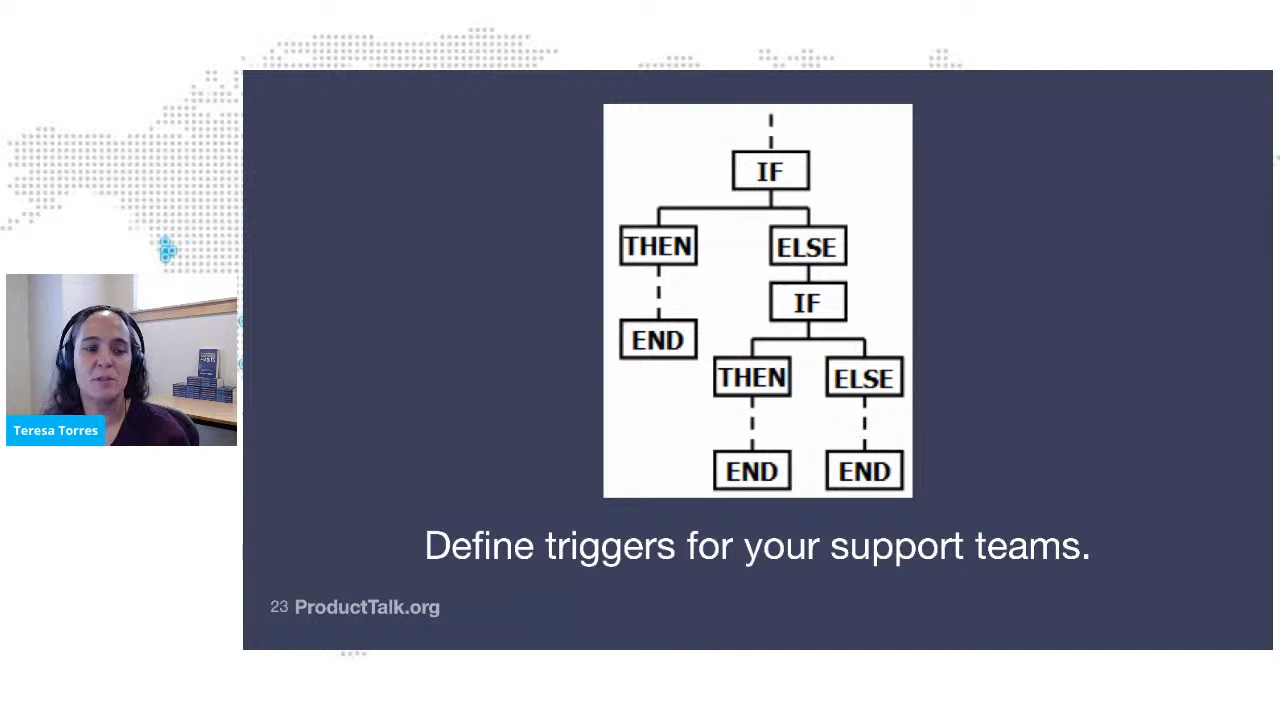 IF
THEN
ELSE
IF
END
THEN
ELSE
END
END
Teresa Torres
Define triggers for your support teams.
23 ProductTalk.org